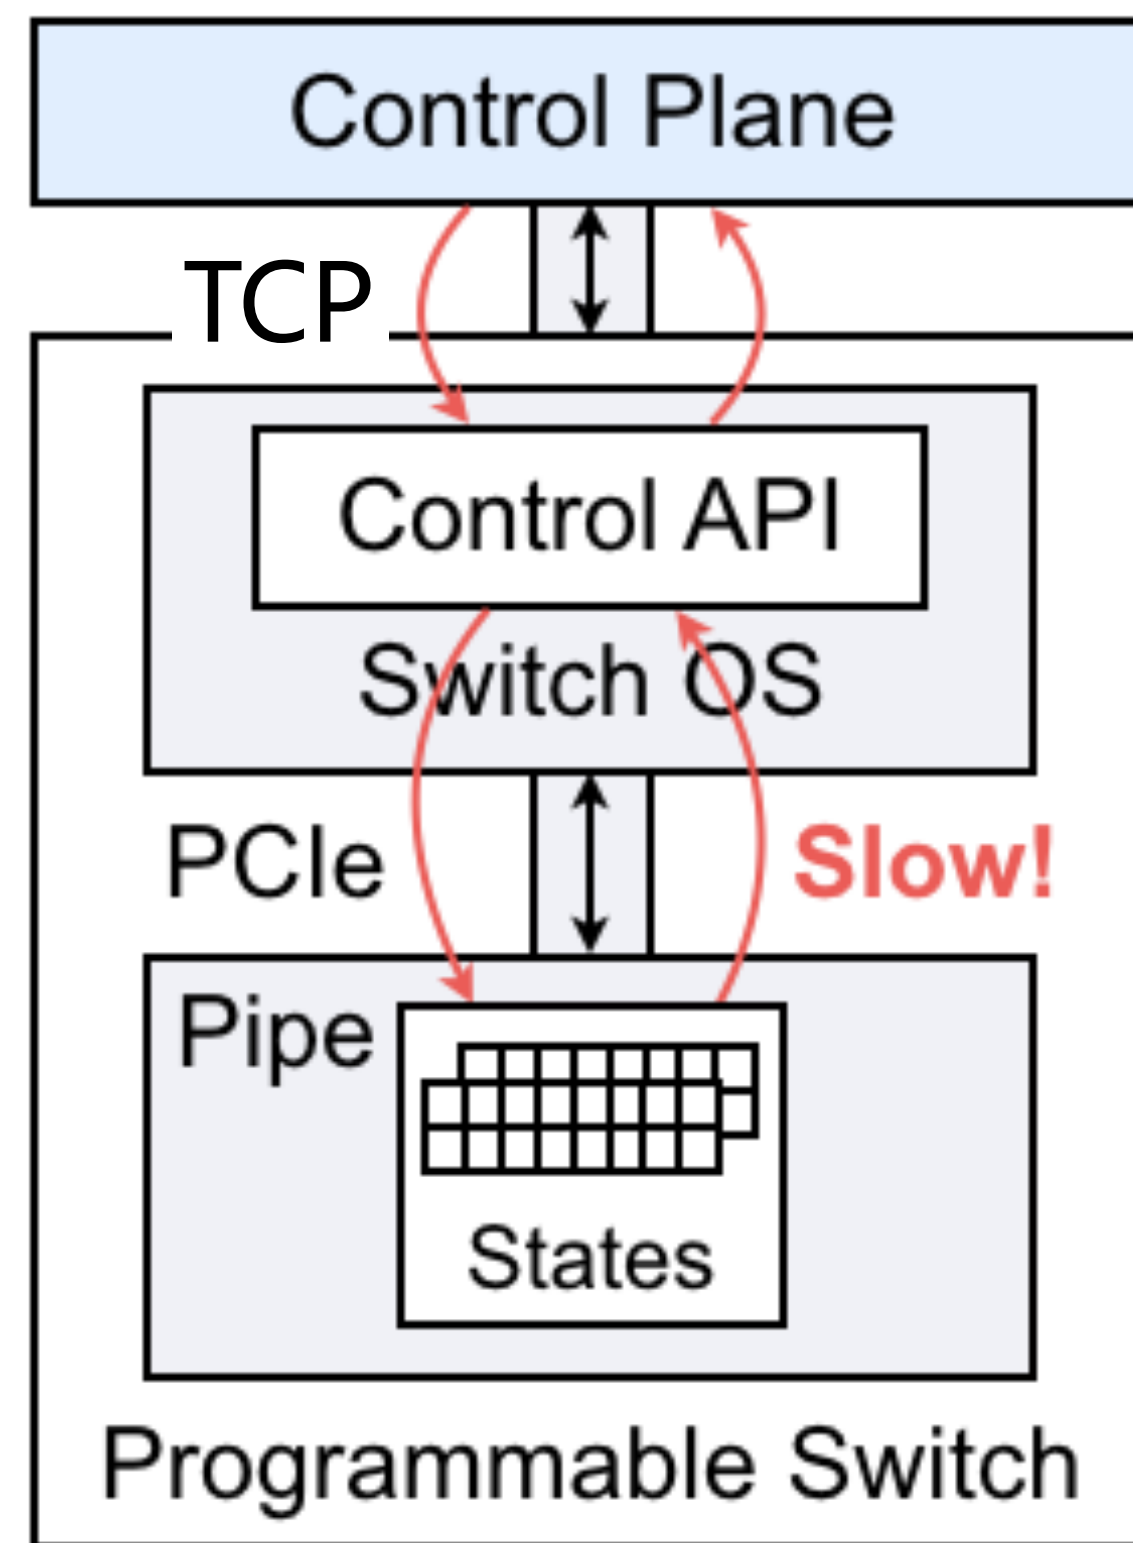 Control Plane
TCP
Control API
Switch OS
PCIe
Slow!
Pipe
States
Programmable Switch